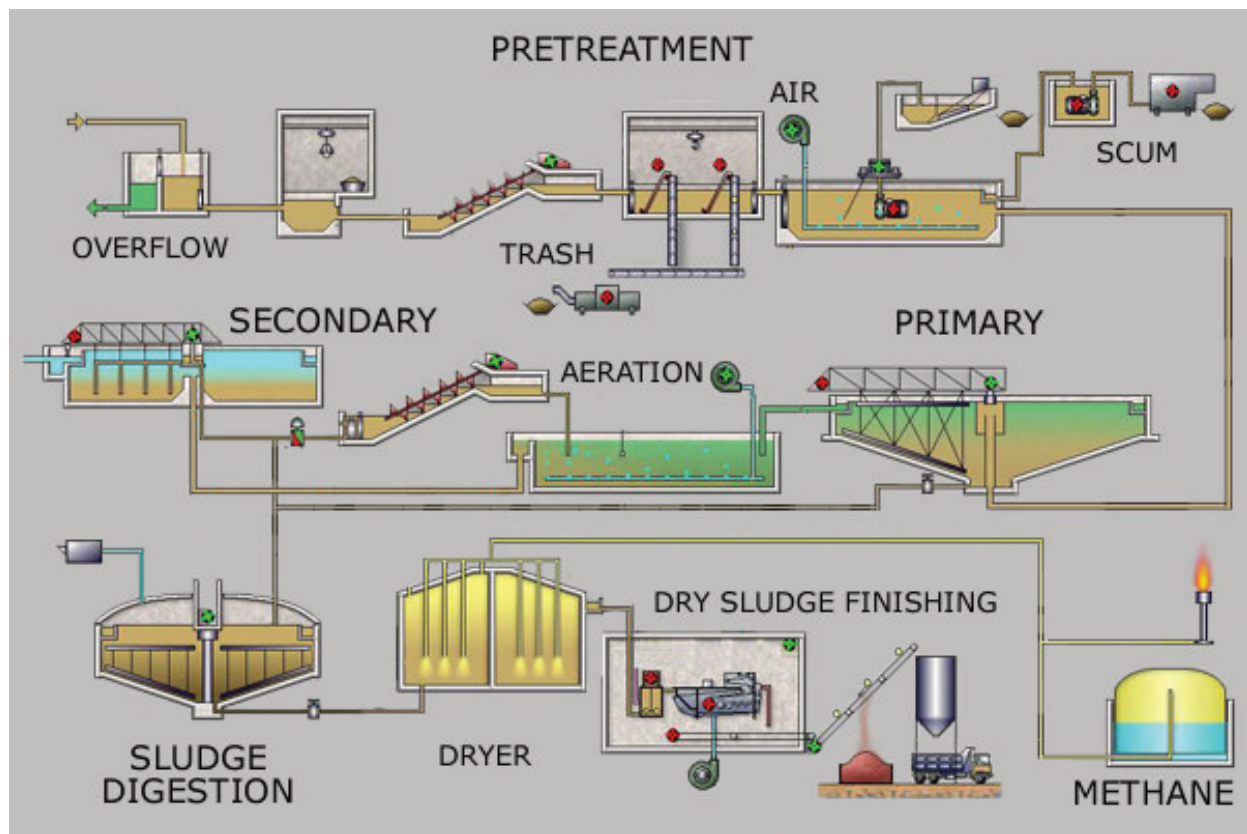 PRETREATMENT
AIR
SCUM
OVERFLOW
TRASH
SECONDARY
PRIMARY
AERATION
DRY SLUDGE FINISHING
SLUDGE
DIGESTION
DRYER
METHANE